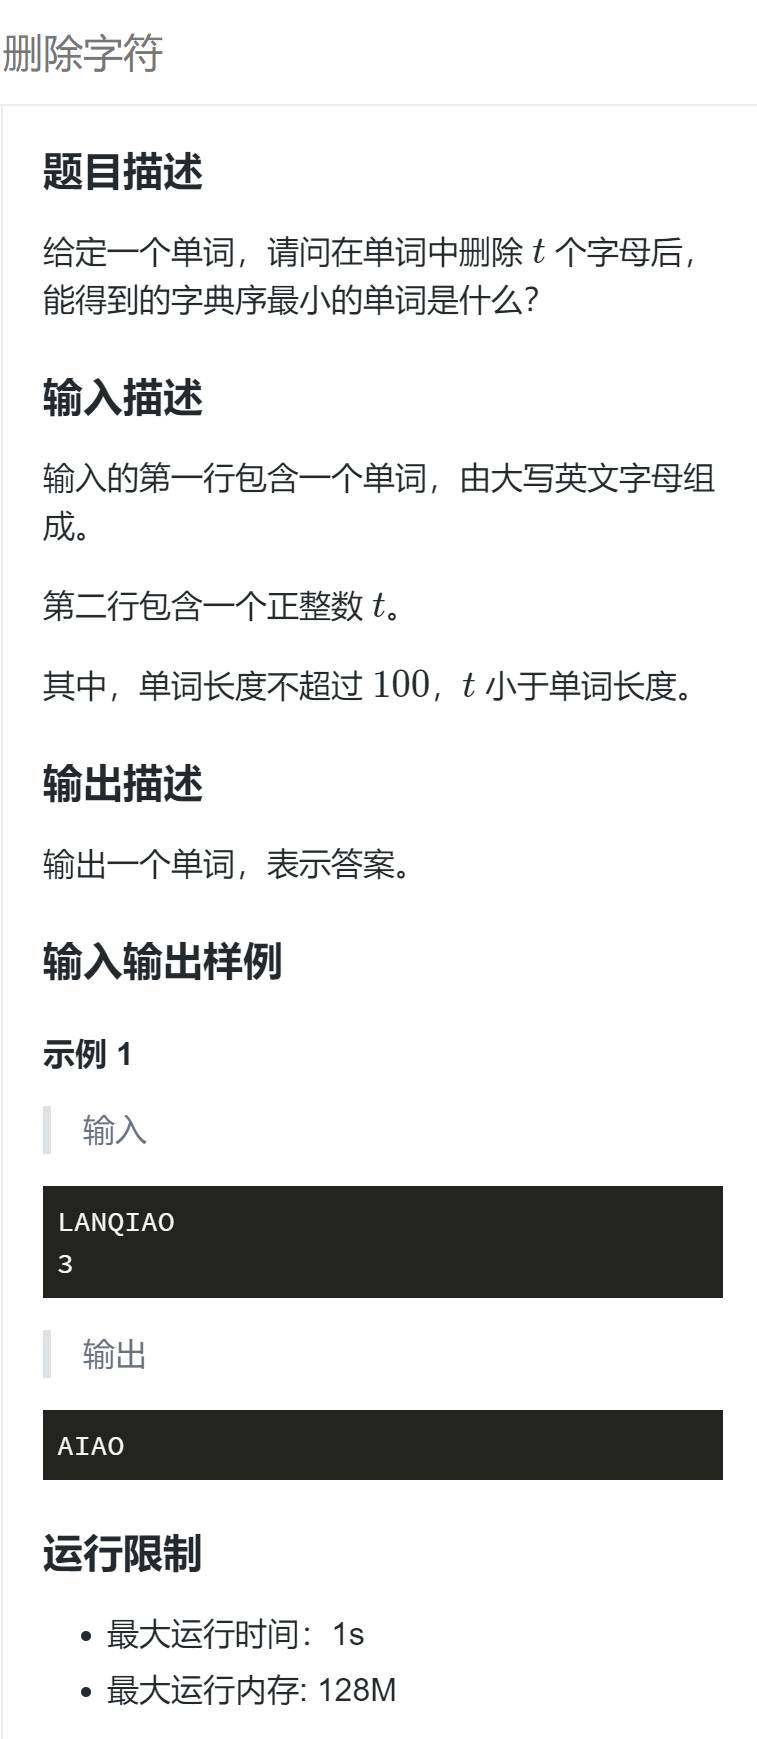 删除字符
题目描述
给定一个单词，请问在单词中删除 t 个字母后，
能得到的字典序最小的单词是什么？
输入描述
输入的第一行包含一个单词，由大写英文字母组
成。
第二行包含一个正整数 t。
其中，单词长度不超过 100，t 小于单词长度。
输出描述
输出一个单词，表示答案。
输入输出样例
示例 1
输入
LANQIAO
3
输出
AIAO
运行限制
• 最大运行时间：1s
• 最大运行内存: 128M